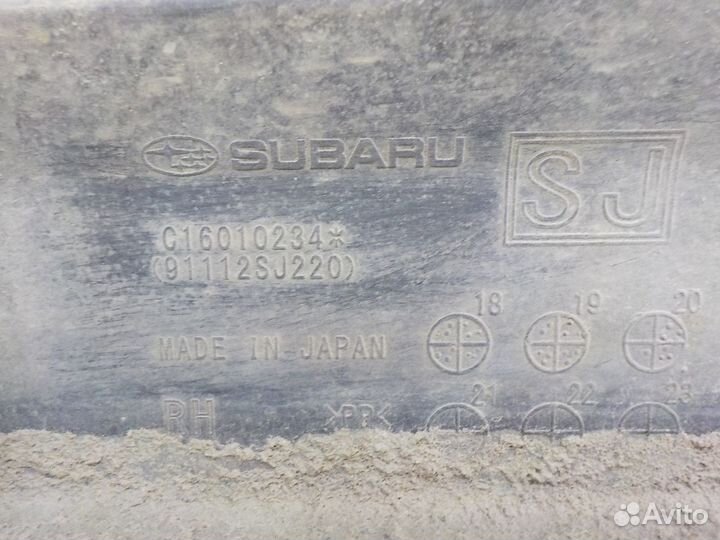 SUBARU
SJ
C16010234*
(91112SJ220)
18 19 20
MADE IN JAPAN
21 22 23
RH >PP<
Avito